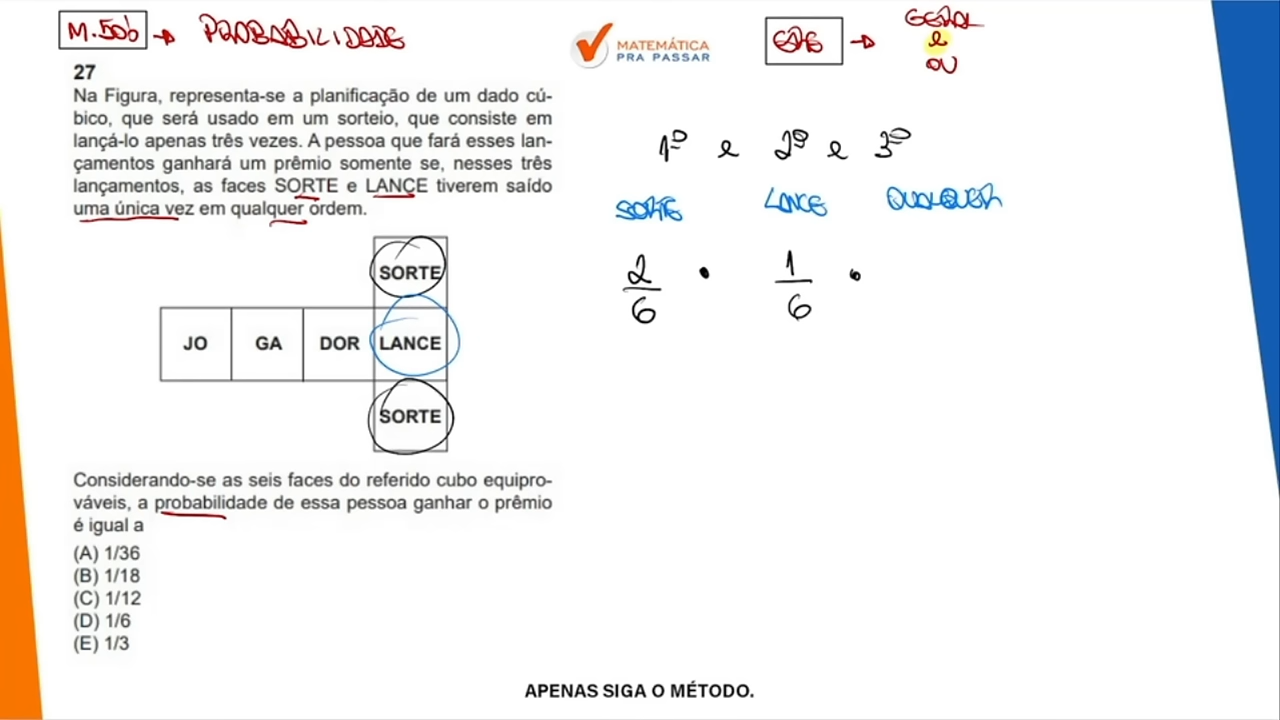 M.50b → PROBABILIDADE
MATEMÁTICA
PRA PASSAR
→ GERAL
e
OU
27
Na Figura, representa-se a planificação de um dado cú-
bico, que será usado em um sorteio, que consiste em
lançá-lo apenas três vezes. A pessoa que fará esses lan-
çamentos ganhará um prêmio somente se, nesses três
lançamentos, as faces SORTE e LANCE tiverem saído
uma única vez em qualquer ordem.
SORTE
JO GA DOR LANCE
SORTE
Considerando-se as seis faces do referido cubo equipro-
váveis, a probabilidade de essa pessoa ganhar o prêmio
é igual a
(A) 1/36
(B) 1/18
(C) 1/12
(D) 1/6
(E) 1/3
1º e 2º e 3º
SORTE LANCE QUALQUER
2/6 · 1/6 ·
APENAS SIGA O MÉTODO.